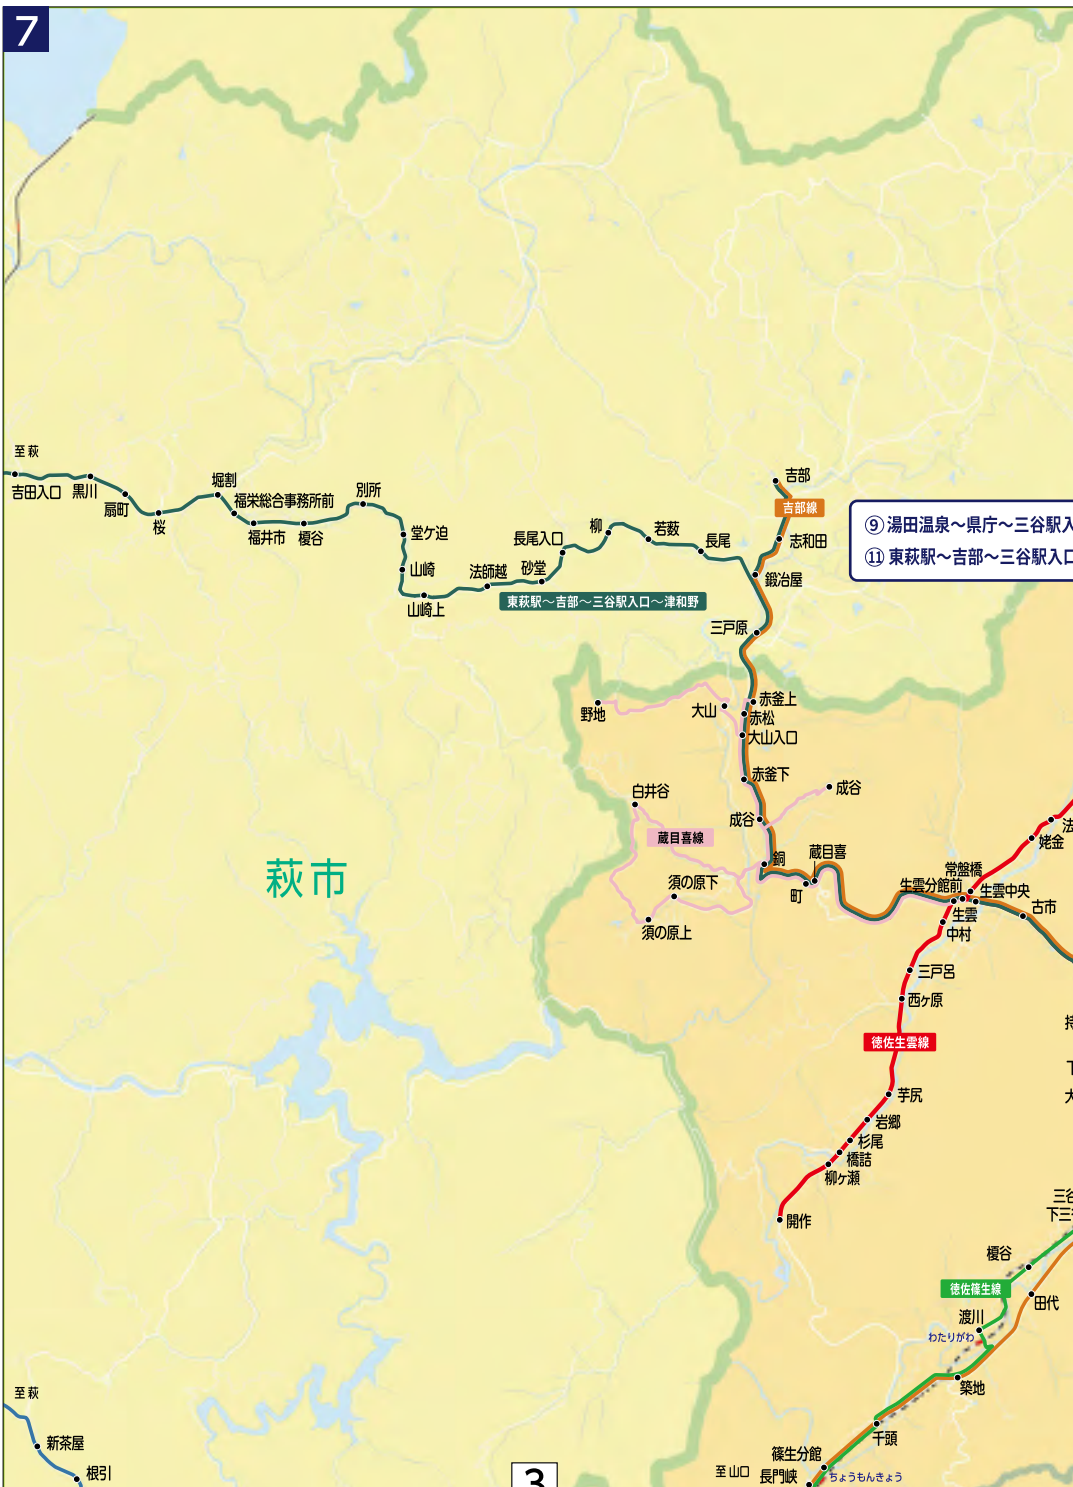 7
至 萩
吉田入口
黒川
扇町
桜
堀割
福栄総合事務所前
福井市
榎谷
別所
堂ケ迫
山崎
山崎上
法師越
砂堂
長尾入口
柳
若薮
長尾
東萩駅～吉部～三谷駅入口～津和野
吉部
吉部線
志和田
鍛冶屋
三戸原
⑨ 湯田温泉～県庁～三谷駅入
⑪ 東萩駅～吉部～三谷駅入口
野地
大山
赤釜上
赤松
大山入口
赤釜下
白井谷
成谷
成谷
蔵目喜線
銅
蔵目喜
町
須の原下
須の原上
萩市
法
姥金
常盤橋
生雲分館前
生雲中央
生雲
古市
中村
三戸呂
西ヶ原
徳佐生雲線
持
下
大
芋尻
岩郷
杉尾
橋詰
柳ヶ瀬
開作
三谷
下三谷
榎谷
徳佐篠生線
田代
渡川
わたりがわ
築地
千頭
篠生分館
至 山口
長門峡
ちょうもんきょう
至 萩
新茶屋
根引
3